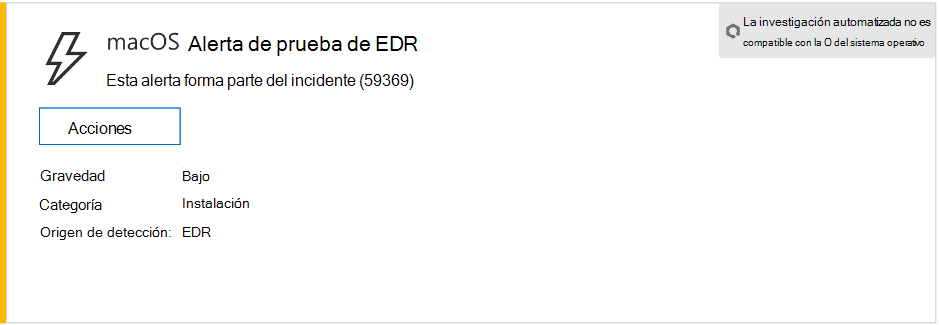 La investigación automatizada no es
compatible con la O del sistema operativo
macOS Alerta de prueba de EDR
Esta alerta forma parte del incidente (59369)
Acciones
Gravedad Bajo
Categoría Instalación
Origen de detección: EDR